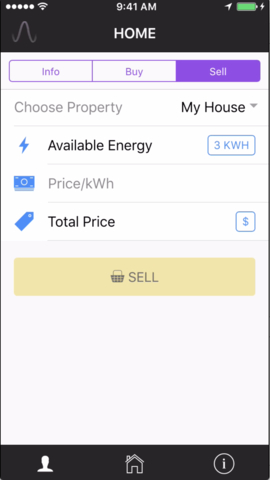 9:41 AM
HOME
Info Buy Sell
Choose Property My House
Available Energy 3 KWH
Price/kWh
Total Price $
SELL